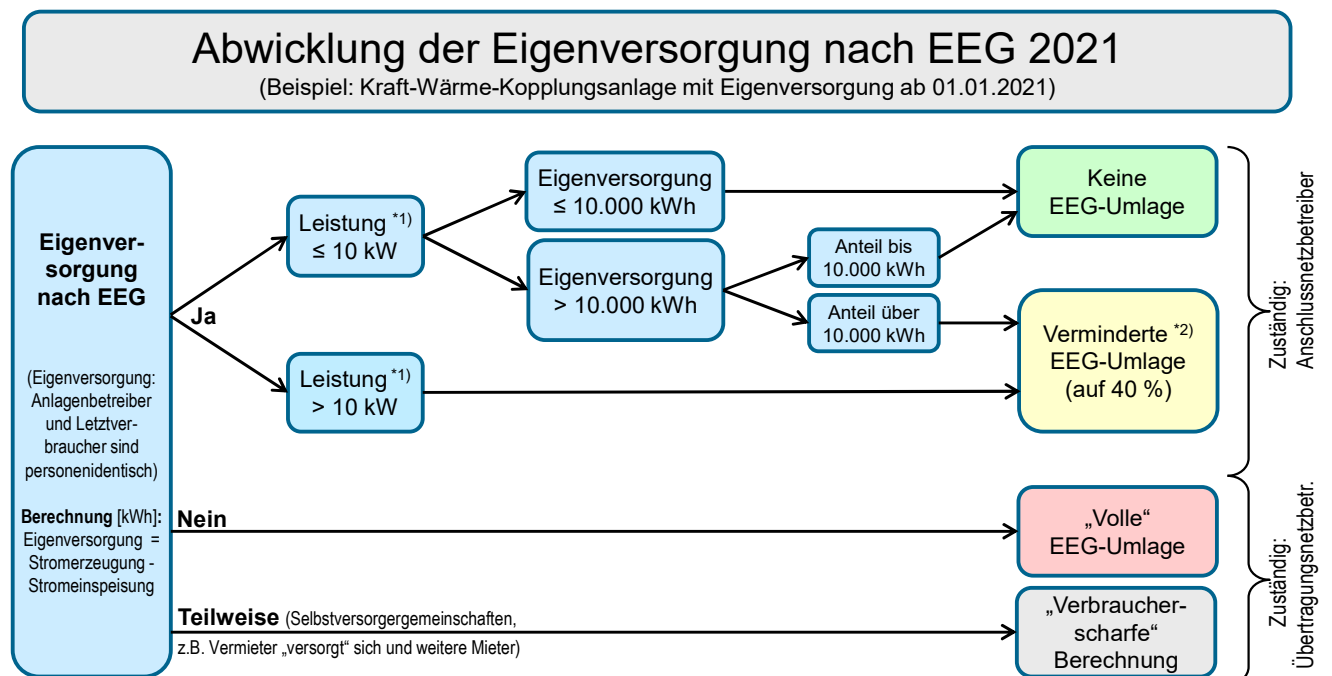 Abwicklung der Eigenversorgung nach EEG 2021
(Beispiel: Kraft-Wärme-Kopplungsanlage mit Eigenversorgung ab 01.01.2021)
Eigenver-
sorgung
nach EEG
(Eigenversorgung:
Anlagenbetreiber
und Letztver-
braucher sind
personenidentisch)
Berechnung [kWh]:
Eigenversorgung =
Stromerzeugung -
Stromeinspeisung
Ja
Leistung *1)
≤ 10 kW
Leistung *1)
> 10 kW
Eigenversorgung
≤ 10.000 kWh
Eigenversorgung
> 10.000 kWh
Anteil bis
10.000 kWh
Anteil über
10.000 kWh
Keine
EEG-Umlage
Verminderte *2)
EEG-Umlage
(auf 40 %)
Zuständig:
Anschlussnetzbetreiber
Nein
„Volle“
EEG-Umlage
Teilweise (Selbstversorgergemeinschaften,
z.B. Vermieter „versorgt“ sich und weitere Mieter)
„Verbraucher-
scharfe“
Berechnung
Zuständig:
Übertragungsnetzbetr.